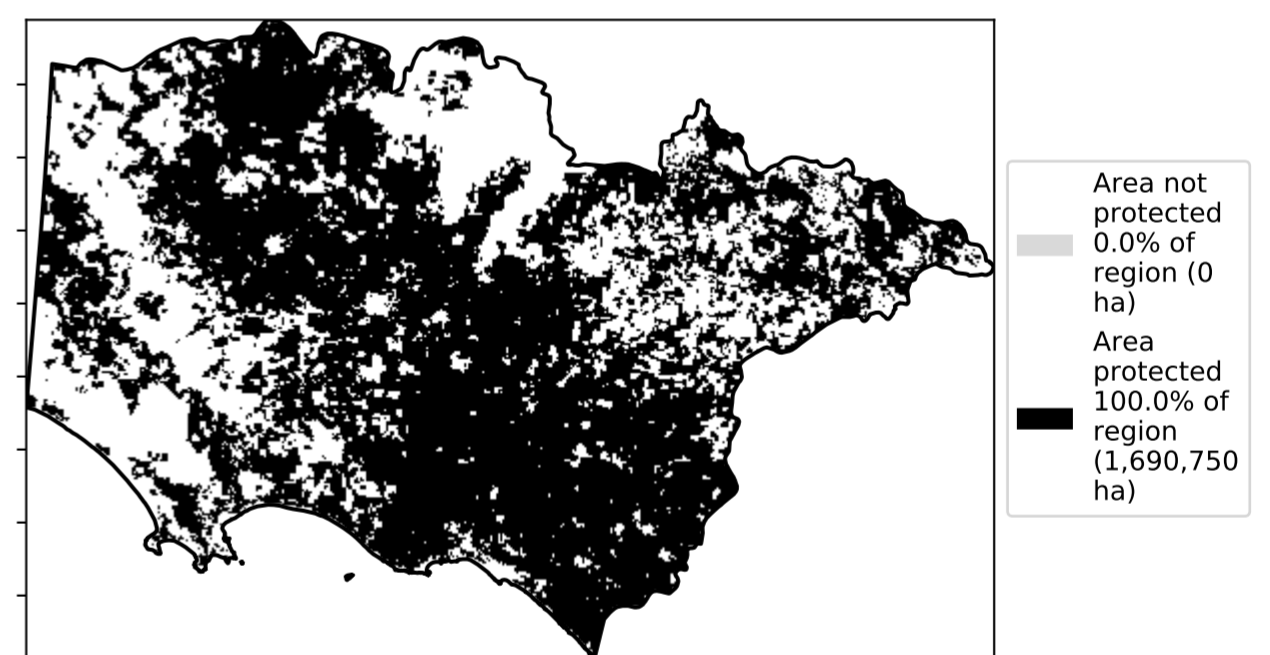 Area not
protected
0.0% of
region (0
ha)
Area
protected
100.0% of
region
(1,690,750
ha)